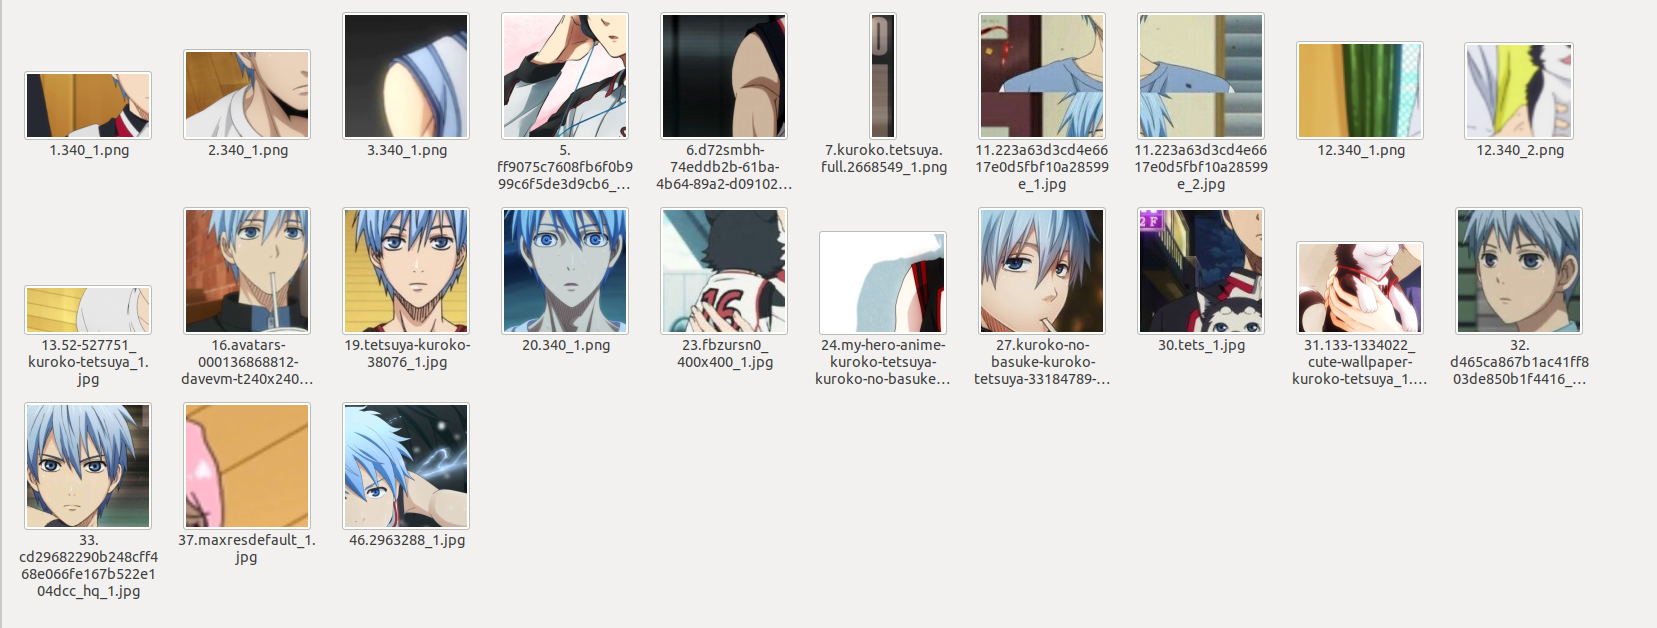 1.340_1.png
2.340_1.png
3.340_1.png
5.
ff9075c7608fb6f0b9
99c6f5de3d9cb6_...
6.d72smbh-
74eddb2b-61ba-
4b64-89a2-d09102...
7.kuroko.tetsuya.
full.2668549_1.png
11.223a63d3cd4e66
17e0d5fbf10a28599
e_1.jpg
11.223a63d3cd4e66
17e0d5fbf10a28599
e_2.jpg
12.340_1.png
12.340_2.png
2F
16
13.52-527751_
kuroko-tetsuya_1.
jpg
16.avatars-
000136868812-
davevm-t240x240...
19.tetsuya-kuroko-
38076_1.jpg
20.340_1.png
23.fbzursn0_
400x400_1.jpg
24.my-hero-anime-
kuroko-tetsuya-
kuroko-no-basuke...
27.kuroko-no-
basuke-kuroko-
tetsuya-33184789-...
30.tets_1.jpg
31.133-1334022_
cute-wallpaper-
kuroko-tetsuya_1....
32.
d465ca867b1ac41ff8
03de850b1f4416_...
33.
cd29682290b248cff4
68e066fe167b522e1
04dcc_hq_1.jpg
37.maxresdefault_1.
jpg
46.2963288_1.jpg